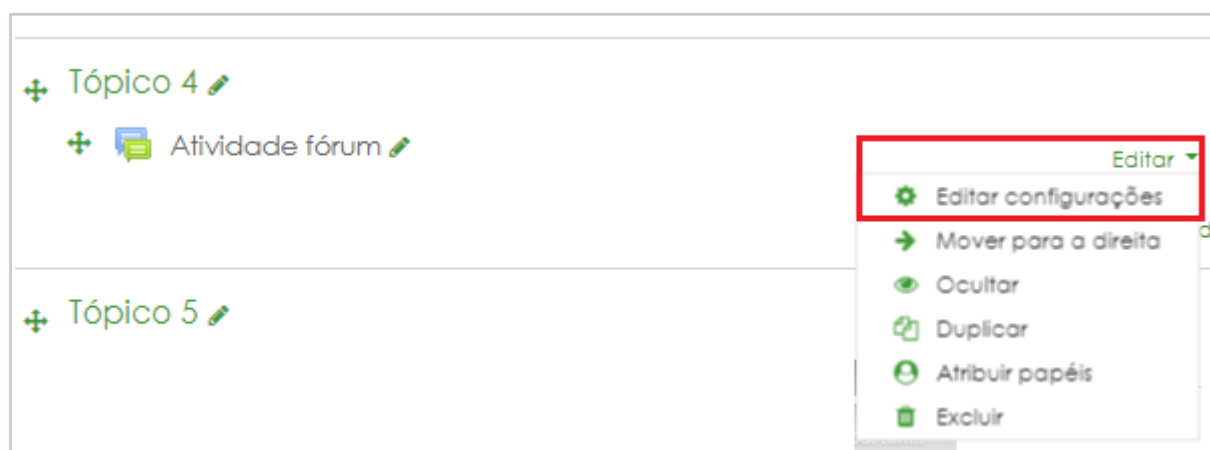 Tópico 4
Atividade fórum
Editar
Editar configurações
Mover para a direita
Ocultar
Duplicar
Atribuir papéis
Excluir
Tópico 5